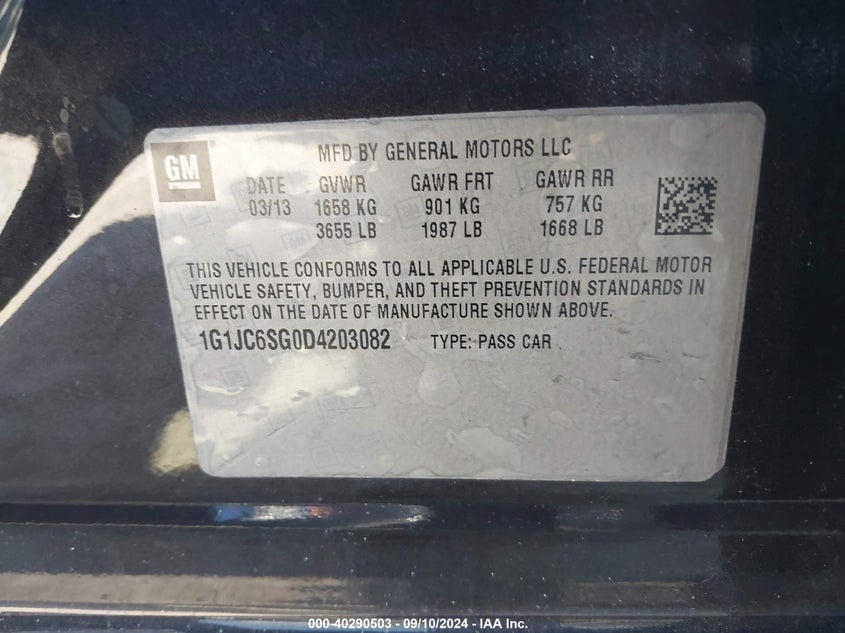 GM
MFD BY GENERAL MOTORS LLC
DATE GVWR GAWR FRT GAWR RR
03/13 1658 KG 901 KG 757 KG
3655 LB 1987 LB 1668 LB
THIS VEHICLE CONFORMS TO ALL APPLICABLE U.S. FEDERAL MOTOR
VEHICLE SAFETY, BUMPER, AND THEFT PREVENTION STANDARDS IN
EFFECT ON THE DATE OF MANUFACTURE SHOWN ABOVE.
1G1JC6SG0D4203082 TYPE: PASS CAR
000-40290503 - 09/10/2024 - IAA Inc.